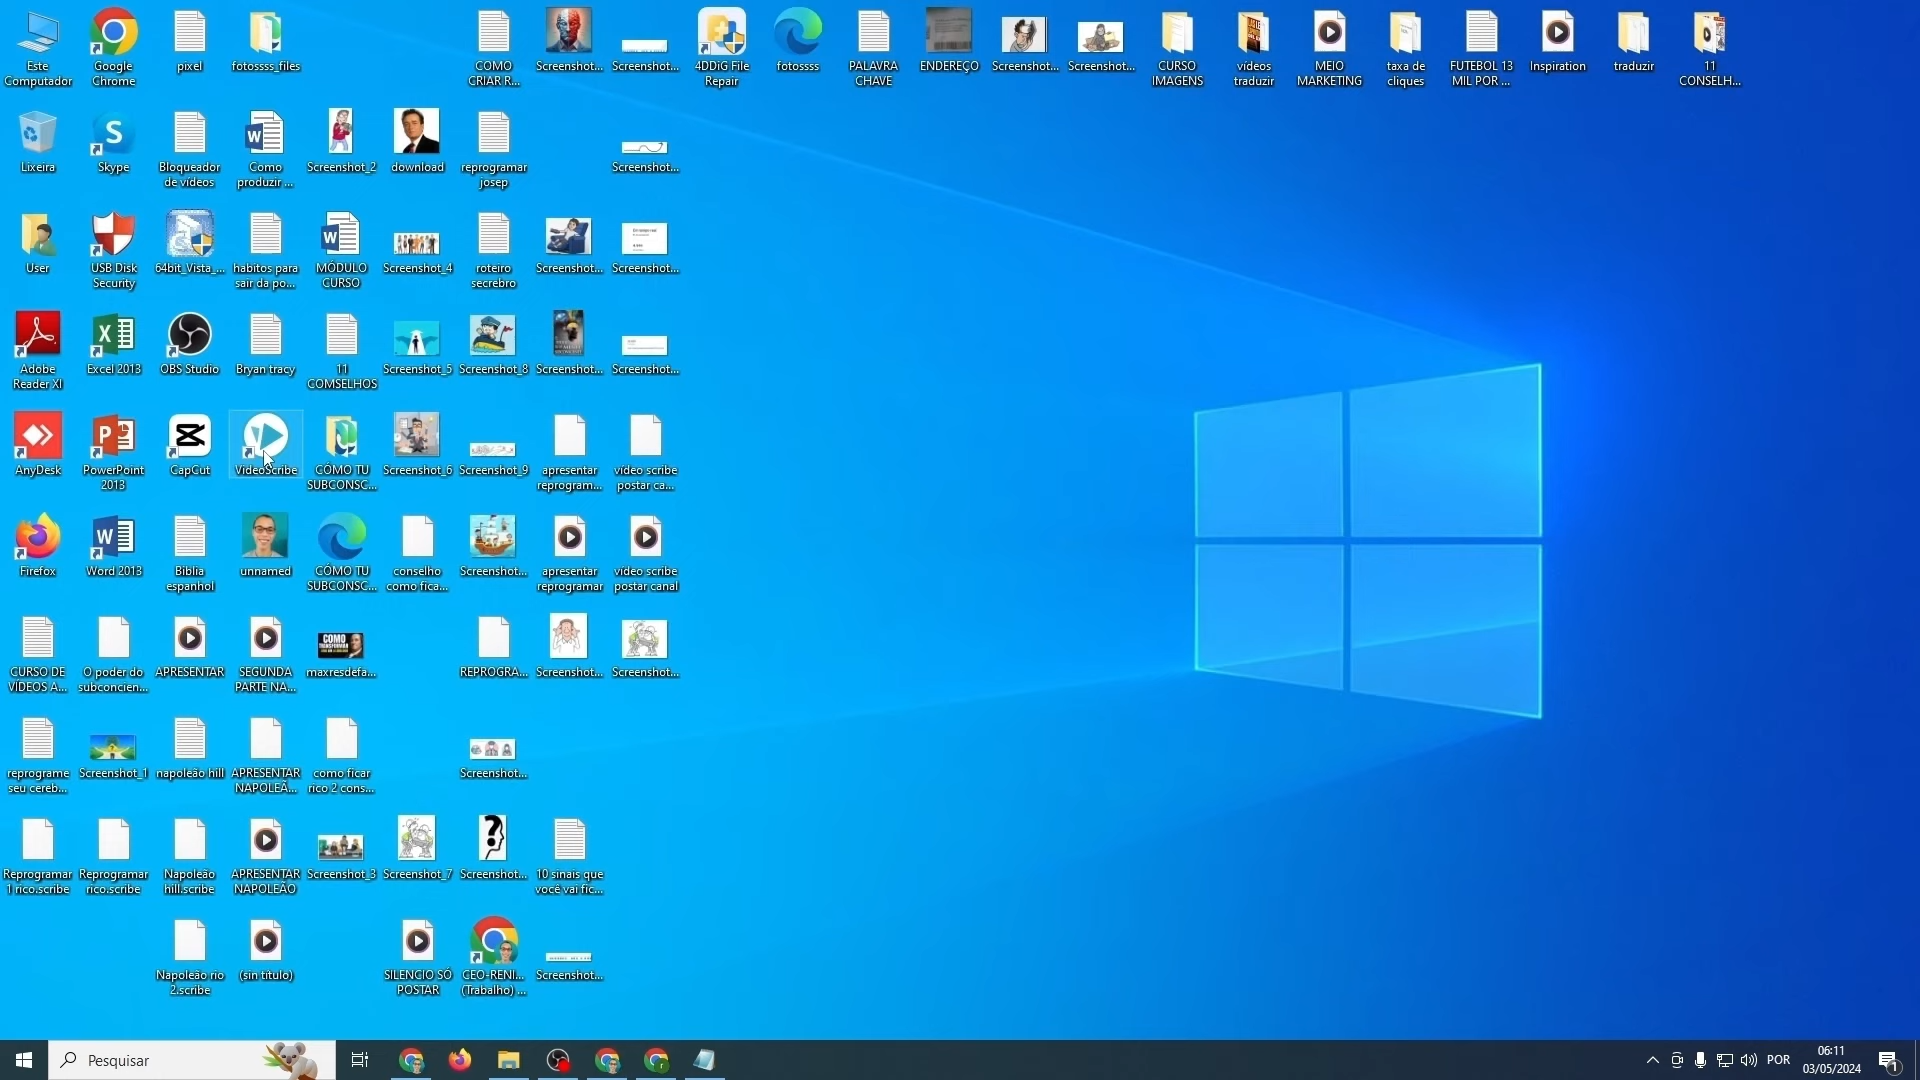 Este
Computador
Google
Chrome
pixel
fotossss_files
COMO
CRIAR R...
Screenshot...
Screenshot...
4DDiG File
Repair
fotossss
PALAVRA
CHAVE
ENDEREÇO
Screenshot...
Screenshot...
CURSO
IMAGENS
vídeos
traduzir
MEIO
MARKETING
taxa de
cliques
FUTEBOL 13
MIL POR ...
Inspiration
traduzir
11
CONSELH...
Lixeira
Skype
Bloqueador
de vídeos
Como
produzir ...
Screenshot_2
download
reprogramar
josep
Screenshot...
User
USB Disk
Security
64bit_Vista_...
habitos para
sair da po...
MÓDULO
CURSO
Screenshot_4
roteiro
secrebro
Screenshot...
Screenshot...
Adobe
Reader XI
Excel 2013
OBS Studio
Bryan tracy
11
COMSELHOS
Screenshot_5
Screenshot_8
Screenshot...
Screenshot...
AnyDesk
PowerPoint
2013
CapCut
VideoScribe
CÓMO TU
SUBCONSC...
Screenshot_6
Screenshot_9
apresentar
reprogram...
vídeo scribe
postar ca...
Firefox
Word 2013
Biblia
espanhol
unnamed
CÓMO TU
SUBCONSC...
conselho
como fica...
Screenshot...
apresentar
reprogramar
vídeo scribe
postar canal
CURSO DE
VÍDEOS A...
O poder do
subconcien...
APRESENTAR
SEGUNDA
PARTE NA...
COMO
maxresdefa...
REPROGRA...
Screenshot...
Screenshot...
reprograme
seu cereb...
Screenshot_1
napoleão hill
APRESENTAR
NAPOLEÃ...
como ficar
rico 2 cons...
Screenshot...
Reprogramar
1 rico.scribe
Reprogramar
rico.scribe
Napoleão
hill.scribe
APRESENTAR
NAPOLEÃO
Screenshot_3
Screenshot_7
Screenshot...
10 sinais que
você vai fic...
Napoleão rio
2.scribe
(sin título)
SILENCIO SÓ
POSTAR
CEO-RENI...
(Trabalho) ...
Screenshot...
Pesquisar
POR
06:11
03/05/2024
1